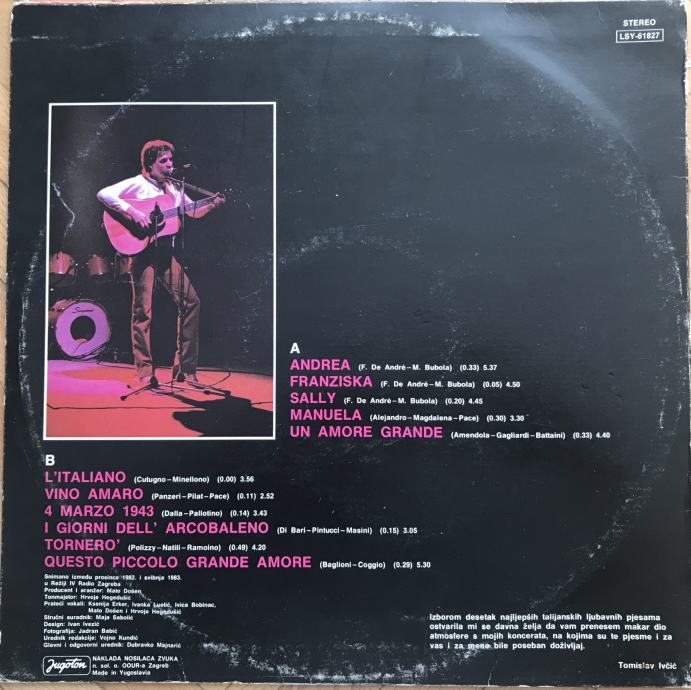 STEREO
LSY-61827
A
ANDREA (F. De Andrè-M. Bubola) (0.33) 5.37
FRANZISKA (F. De Andrè-M. Bubola) (0.05) 4.50
SALLY (F. De Andrè-M. Bubola) (0.20) 4.45
MANUELA (Alejandro-Magdalena-Pace) (0.30) 3.30
UN AMORE GRANDE (Amendola-Gagliardi-Battaini) (0.33) 4.40
B
L'ITALIANO (Cutugno-Minellono) (0.00) 3.56
VINO AMARO (Panzeri-Pilat-Pace) (0.11) 2.52
4 MARZO 1943 (Dalla-Pallotino) (0.14) 3.43
I GIORNI DELL' ARCOBALENO (Di Bari-Pintucci-Masini) (0.15) 3.05
TORNERO' (Polizzy-Natili-Ramoino) (0.49) 4.20
QUESTO PICCOLO GRANDE AMORE (Baglioni-Coggio) (0.29) 5.30
Snimano između prosinca 1982. i svibnja 1983.
u Režiji IV Radio Zagreba
Producent i aranžer: Mato Došen
Tonmajstor: Hrvoje Hegedušić
Prateći vokali: Ksenija Erker, Ivanka Luetić, Ivica Bobinac,
Mato Došen i Hrvoje Hegedušić
Stručni suradnik: Maja Sabolić
Design: Ivan Ivezić
Fotografija: Jadran Babić
Urednik redakcije: Vojno Kundić
Glavni i odgovorni urednik: Dubravko Majnarić
Jugoton
NAKLADA NOSILACA ZVUKA
n. sol. o. OOUR-a Zagreb
Made in Yugoslavia
Izborom desetak najljepših talijanskih ljubavnih pjesama
ostvarila mi se davna želja da vam prenesem makar dio
atmosfere s mojih koncerata, na kojima su te pjesme i za
vas i za mene bile poseban doživljaj.
Tomislav Ivčić